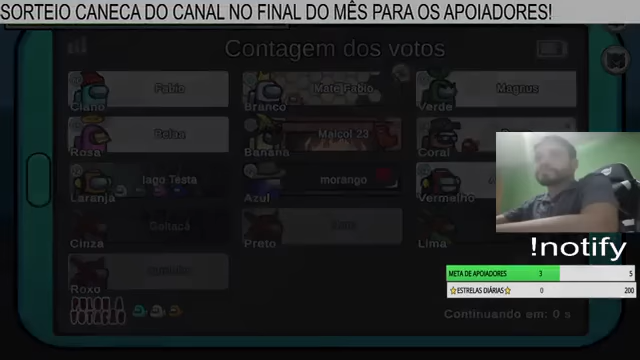 SORTEIO CANECA DO CANAL NO FINAL DO MÊS PARA OS APOIADORES!
Contagem dos votos
Fabio
Ciano
Mate Fabio
Branco
Magnus
Verde
Rosa
Maicol 23
Banana
Coral
Iago Testa
Laranja
morango
Azul
Vermelho
Goltaca
Cinza
Preto
Lima
Roxo
!notify
META DE APOIADORES 3 5
ESTRELAS DIÁRIAS 0 200
Continuando em: 0 s